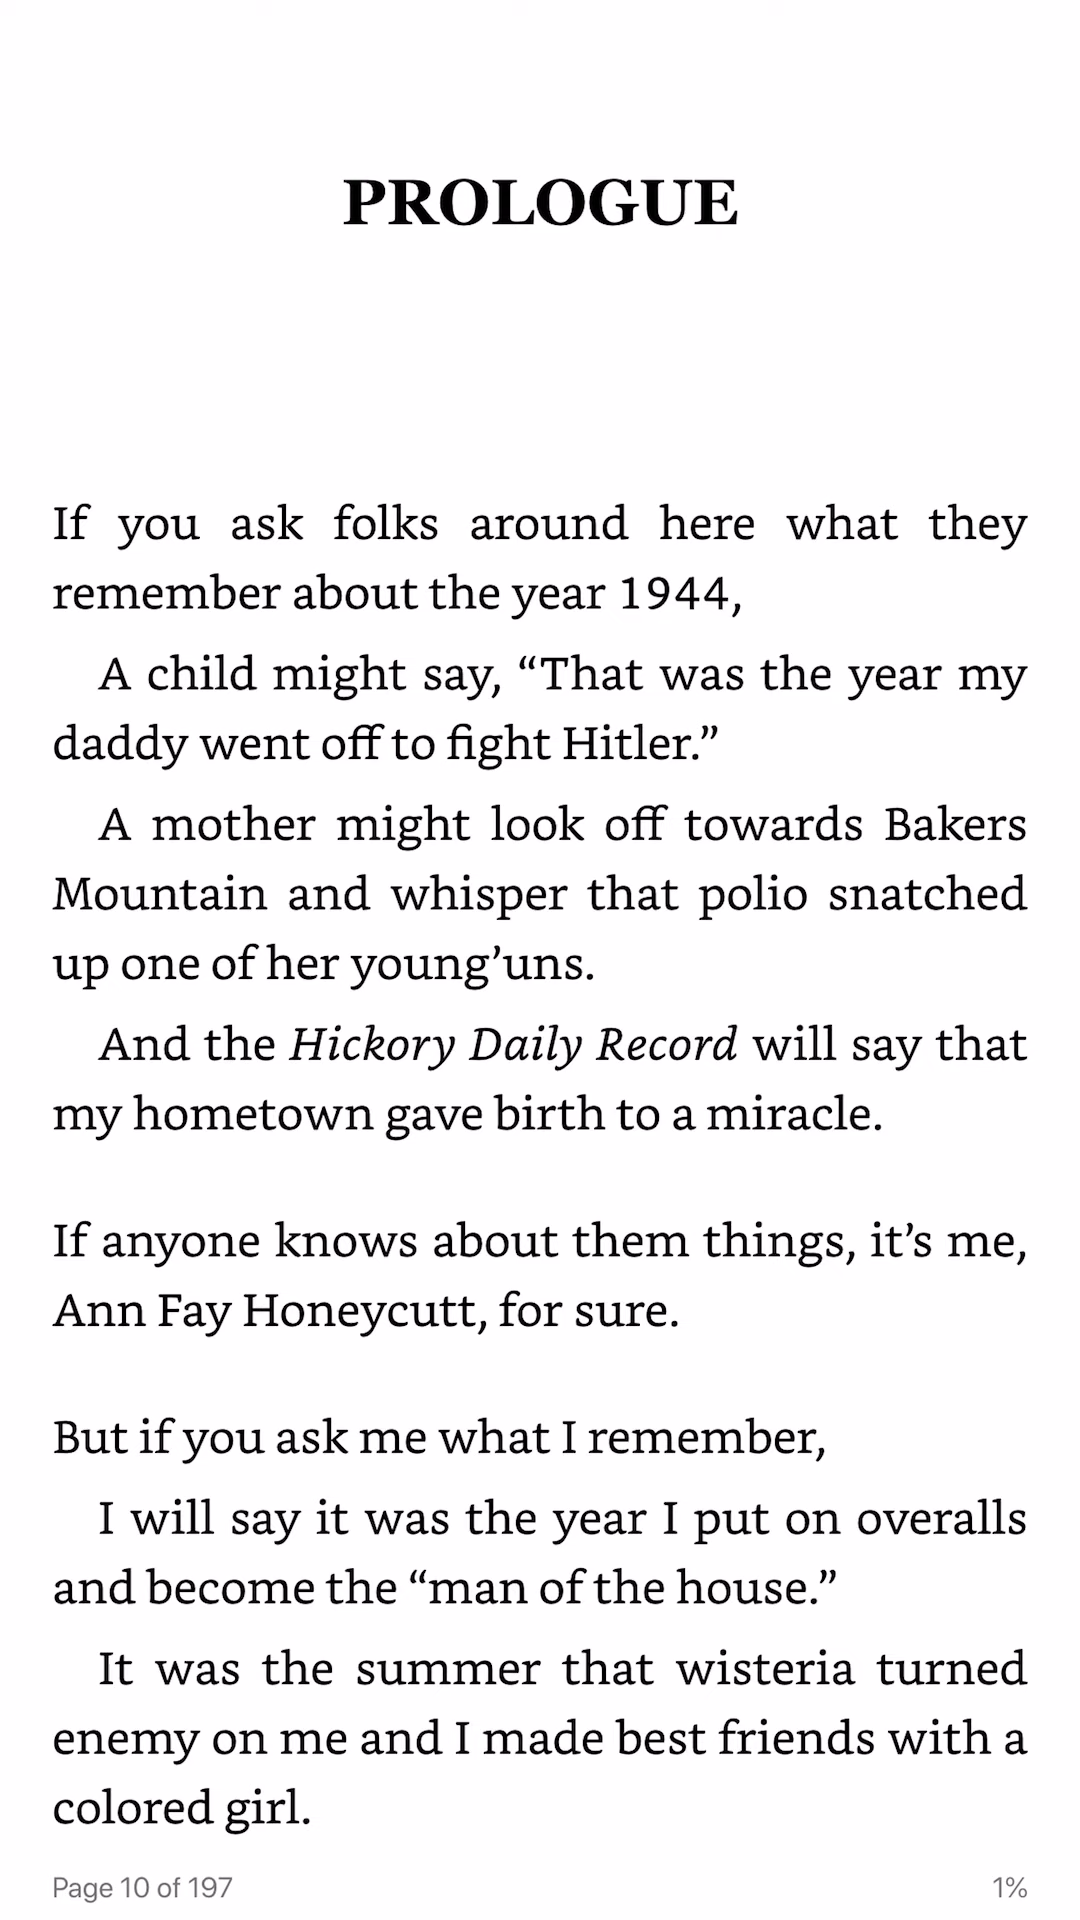 PROLOGUE
If you ask folks around here what they
remember about the year 1944,
A child might say, “That was the year my
daddy went off to fight Hitler.”
A mother might look off towards Bakers
Mountain and whisper that polio snatched
up one of her young’uns.
And the Hickory Daily Record will say that
my hometown gave birth to a miracle.
If anyone knows about them things, it’s me,
Ann Fay Honeycutt, for sure.
But if you ask me what I remember,
I will say it was the year I put on overalls
and become the “man of the house.”
It was the summer that wisteria turned
enemy on me and I made best friends with a
colored girl.
Page 10 of 197 1%